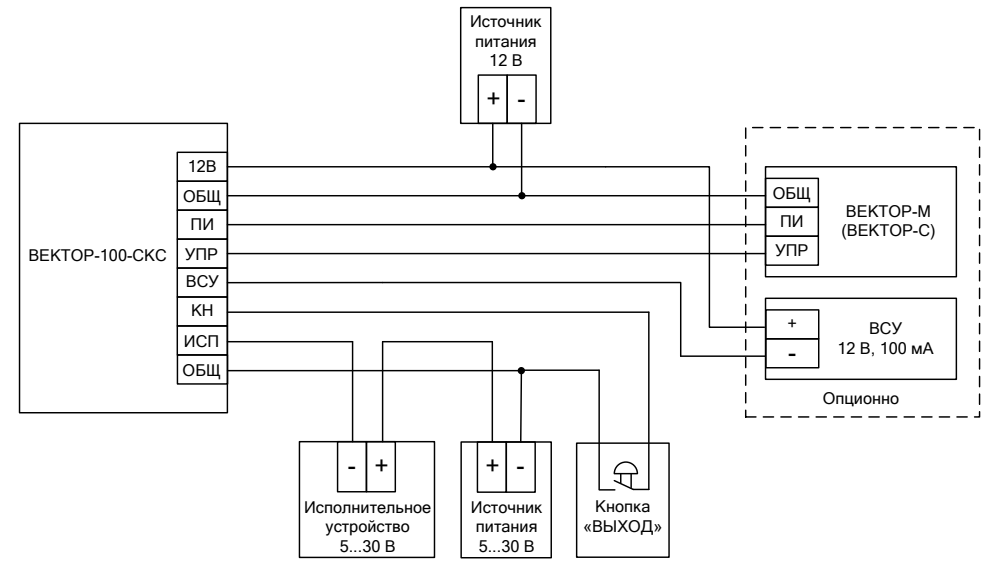 Источник
питания
12 В
+ -
ВЕКТОР-100-СКС
12В
ОБЩ
ПИ
УПР
ВСУ
КН
ИСП
ОБЩ
ОБЩ
ПИ
УПР
ВЕКТОР-М
(ВЕКТОР-С)
+
-
ВСУ
12 В, 100 мА
Опционно
- +
Исполнительное
устройство
5...30 В
+ -
Источник
питания
5...30 В
Кнопка
«ВЫХОД»